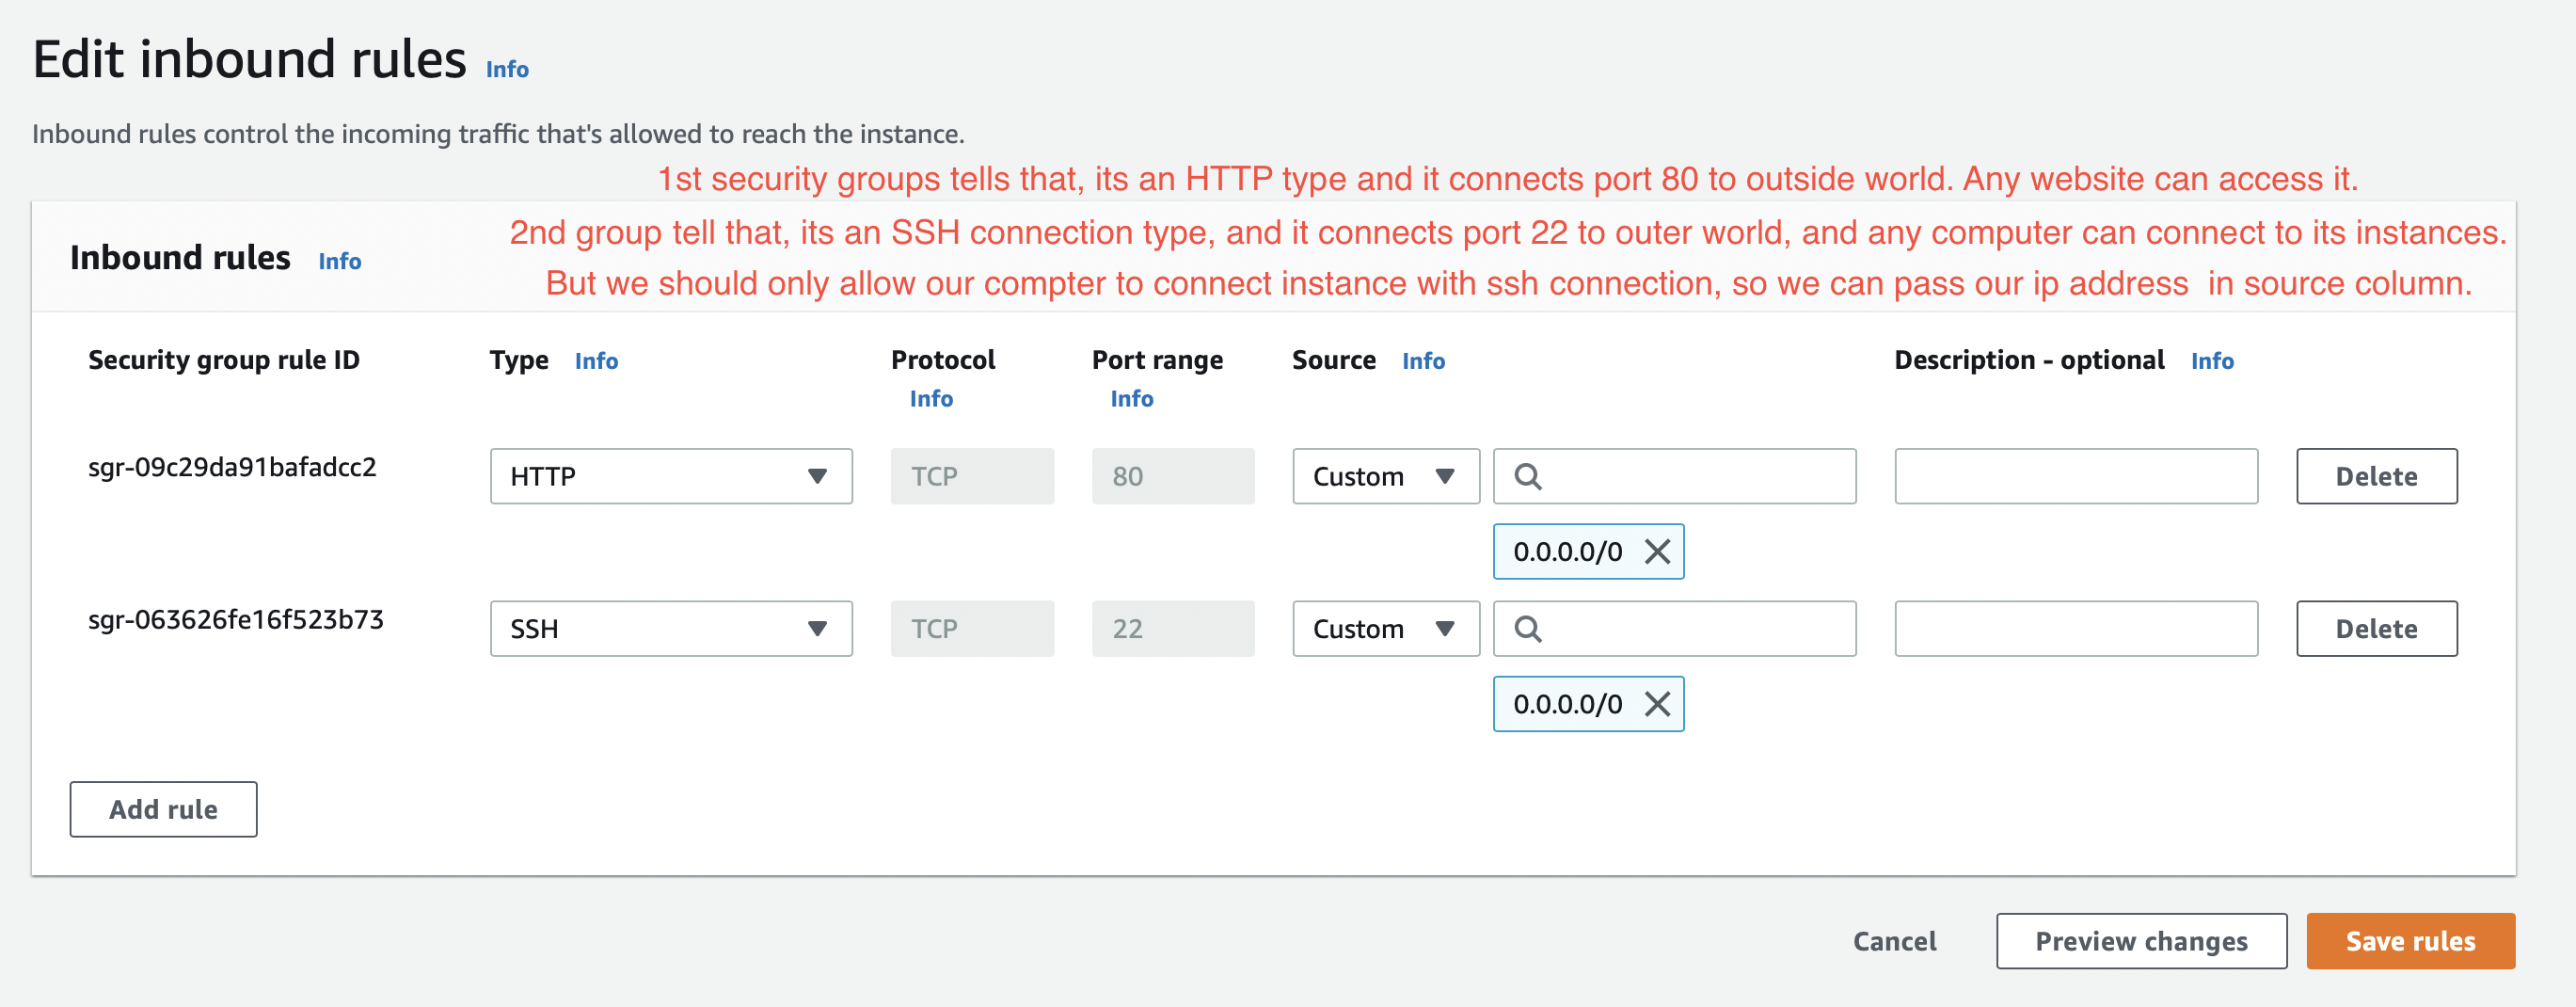 Edit inbound rules Info
Inbound rules control the incoming traffic that's allowed to reach the instance.
1st security groups tells that, its an HTTP type and it connects port 80 to outside world. Any website can access it.
2nd group tell that, its an SSH connection type, and it connects port 22 to outer world, and any computer can connect to its instances.
But we should only allow our compter to connect instance with ssh connection, so we can pass our ip address  in source column.
Inbound rules Info
Security group rule ID Type Info Protocol Info Port range Info Source Info Description - optional Info
sgr-09c29da91bafadcc2 HTTP TCP 80 Custom Delete
0.0.0.0/0
sgr-063626fe16f523b73 SSH TCP 22 Custom Delete
0.0.0.0/0
Add rule
Cancel Preview changes Save rules